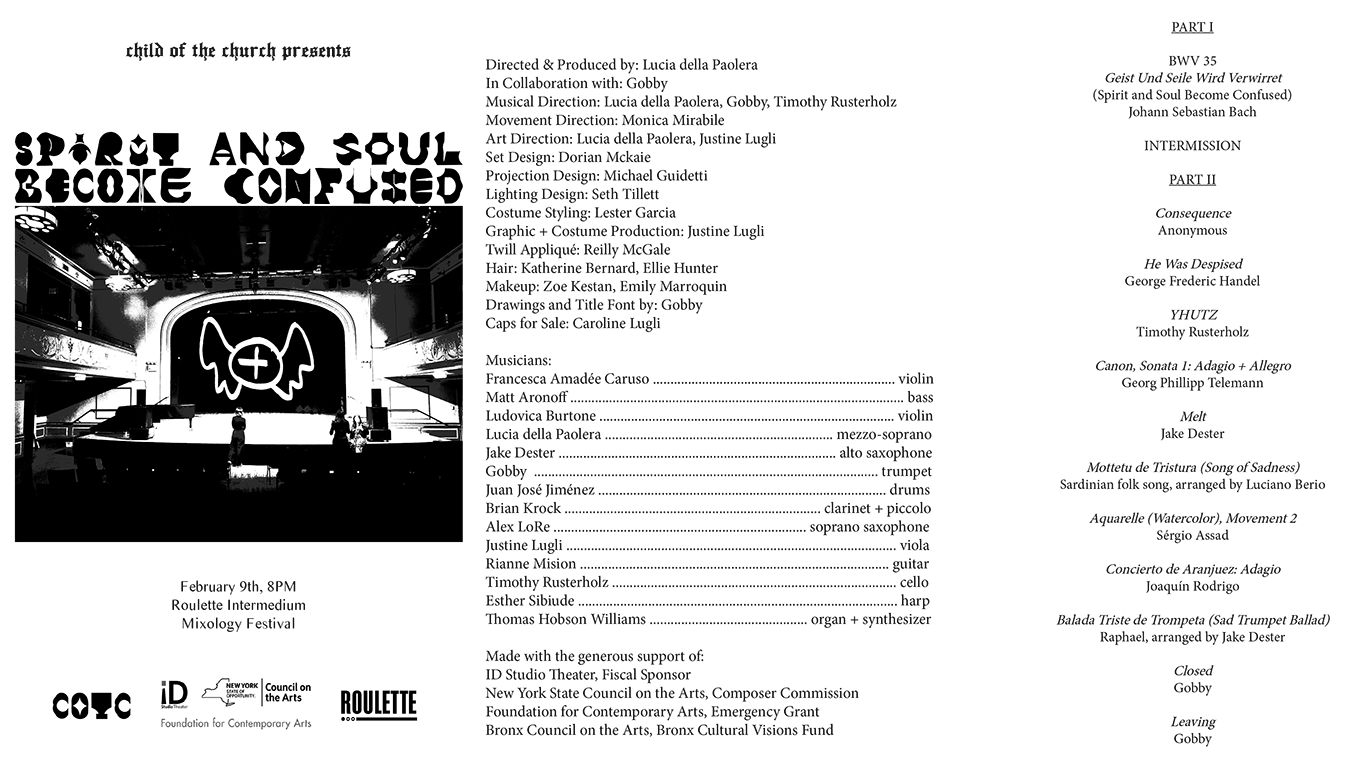 child of the church presents
SPIRIT AND SOUL
BECOME CONFUSED
February 9th, 8PM
Roulette Intermedium
Mixology Festival
COTC
iD
Studio Theater
NEW YORK
STATE OF
OPPORTUNITY.
Council on
the Arts
Foundation for Contemporary Arts
ROULETTE
Directed & Produced by: Lucia della Paolera
In Collaboration with: Gobby
Musical Direction: Lucia della Paolera, Gobby, Timothy Rusterholz
Movement Direction: Monica Mirabile
Art Direction: Lucia della Paolera, Justine Lugli
Set Design: Dorian Mckaie
Projection Design: Michael Guidetti
Lighting Design: Seth Tillett
Costume Styling: Lester Garcia
Graphic + Costume Production: Justine Lugli
Twill Appliqué: Reilly McGale
Hair: Katherine Bernard, Ellie Hunter
Makeup: Zoe Kestan, Emily Marroquin
Drawings and Title Font by: Gobby
Caps for Sale: Caroline Lugli
Musicians:
Francesca Amadée Caruso ..................................................................... violin
Matt Aronoff ............................................................................................... bass
Ludovica Burtone .................................................................................... violin
Lucia della Paolera ................................................................. mezzo-soprano
Jake Dester ............................................................................... alto saxophone
Gobby .................................................................................................. trumpet
Juan José Jiménez .................................................................................. drums
Brian Krock ......................................................................... clarinet + piccolo
Alex LoRe ........................................................................ soprano saxophone
Justine Lugli .............................................................................................. viola
Rianne Mision ........................................................................................ guitar
Timothy Rusterholz ................................................................................. cello
Esther Sibiude ........................................................................................... harp
Thomas Hobson Williams ............................................. organ + synthesizer
Made with the generous support of:
ID Studio Theater, Fiscal Sponsor
New York State Council on the Arts, Composer Commission
Foundation for Contemporary Arts, Emergency Grant
Bronx Council on the Arts, Bronx Cultural Visions Fund
PART I
BWV 35
Geist Und Seile Wird Verwirret
(Spirit and Soul Become Confused)
Johann Sebastian Bach
INTERMISSION
PART II
Consequence
Anonymous
He Was Despised
George Frederic Handel
YHUTZ
Timothy Rusterholz
Canon, Sonata 1: Adagio + Allegro
Georg Phillipp Telemann
Melt
Jake Dester
Mottetu de Tristura (Song of Sadness)
Sardinian folk song, arranged by Luciano Berio
Aquarelle (Watercolor), Movement 2
Sérgio Assad
Concierto de Aranjuez: Adagio
Joaquín Rodrigo
Balada Triste de Trompeta (Sad Trumpet Ballad)
Raphael, arranged by Jake Dester
Closed
Gobby
Leaving
Gobby